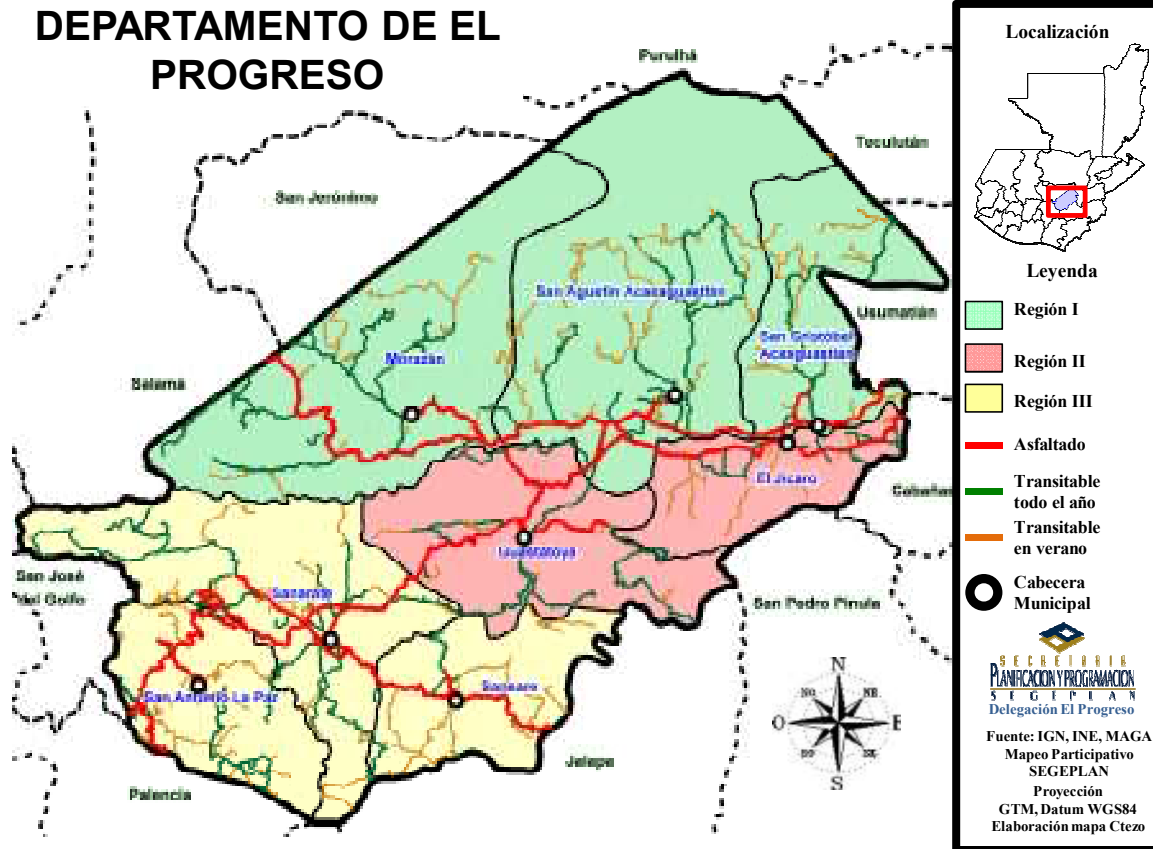 DEPARTAMENTO DE EL
PROGRESO
Purulhá
Teculután
San Jerónimo
San Agustín Acasaguastlán
Usumatlán
San Cristóbal
Acasaguastlán
Morazán
Salamá
El Jícaro
Cabañas
Guastatoya
San José
del Golfo
Sanarate
San Pedro Pinula
San Antonio La Paz
Sansare
Jalapa
Palencia
N
NO
NE
O
E
SO
SE
S
Localización
Leyenda
Región I
Región II
Región III
Asfaltado
Transitable
todo el año
Transitable
en verano
Cabecera
Municipal
SECRETARIA
PLANIFICACION Y PROGRAMACION
SEGEPLAN
Delegación El Progreso
Fuente: IGN, INE, MAGA
Mapeo Participativo
SEGEPLAN
Proyección
GTM, Datum WGS84
Elaboración mapa Ctezo